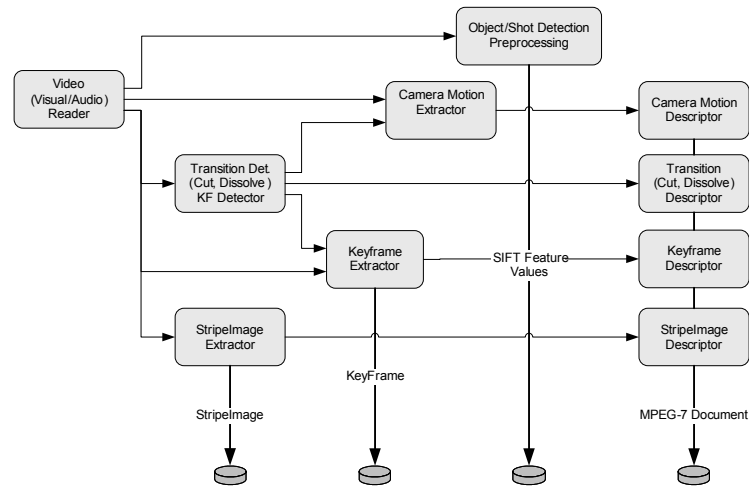 Object/Shot Detection
Preprocessing
Video
(Visual/Audio)
Reader
Camera Motion
Extractor
Camera Motion
Descriptor
Transition Det.
(Cut, Dissolve)
KF Detector
Transition
(Cut, Dissolve)
Descriptor
Keyframe
Extractor
SIFT Feature
Values
Keyframe
Descriptor
StripeImage
Extractor
StripeImage
Descriptor
KeyFrame
StripeImage
MPEG-7 Document